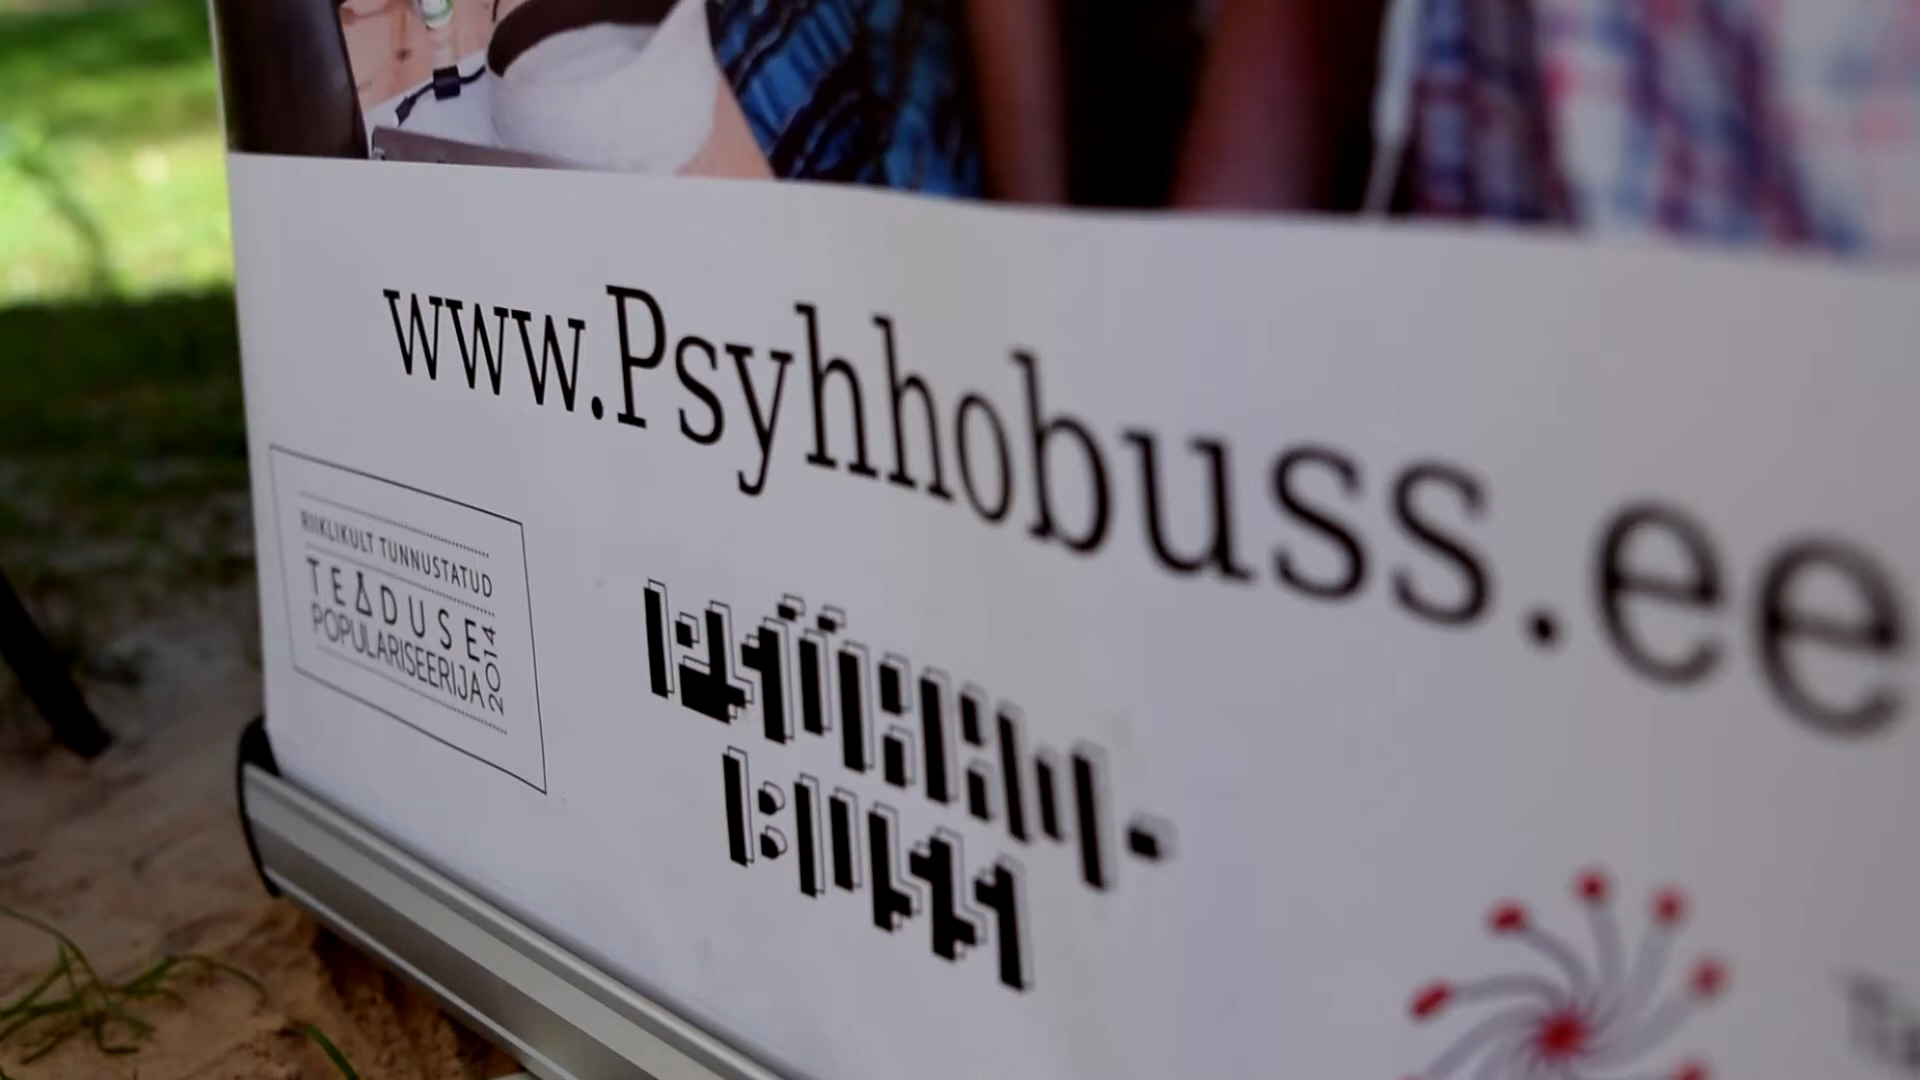 www.Psyhhobuss.ee
RIIKLIKULT TUNNUSTATUD
TEADUSE
POPULARISEERIJA
2014